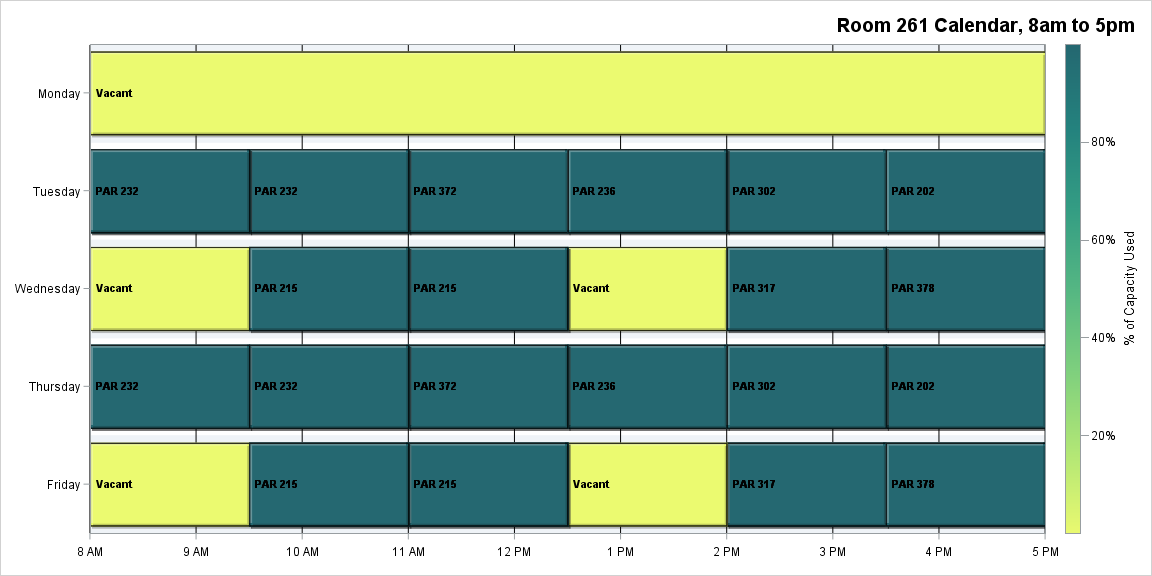 Room 261 Calendar, 8am to 5pm
Monday
Vacant
Tuesday
PAR 232
PAR 232
PAR 372
PAR 236
PAR 302
PAR 202
Wednesday
Vacant
PAR 215
PAR 215
Vacant
PAR 317
PAR 378
Thursday
PAR 232
PAR 232
PAR 372
PAR 236
PAR 302
PAR 202
Friday
Vacant
PAR 215
PAR 215
Vacant
PAR 317
PAR 378
8 AM
9 AM
10 AM
11 AM
12 PM
1 PM
2 PM
3 PM
4 PM
5 PM
80%
60%
40%
20%
% of Capacity Used